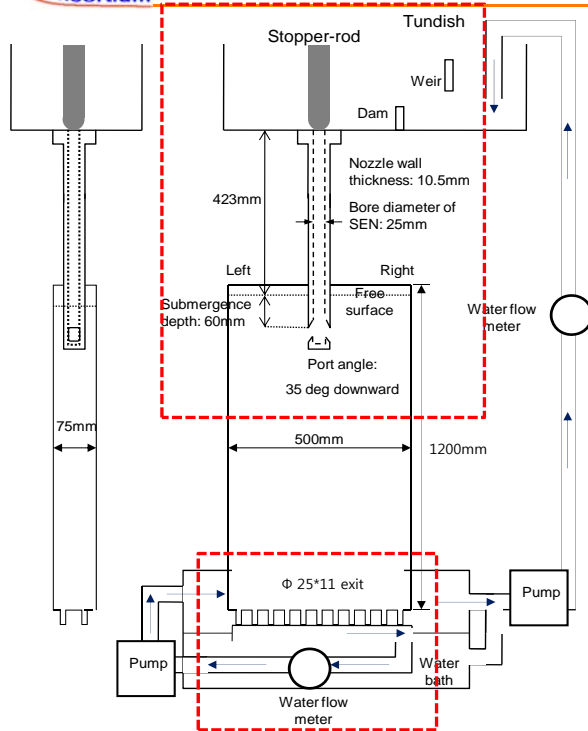 Tundish
Stopper-rod
Weir
Dam
Nozzle wall
thickness: 10.5mm
423mm
Bore diameter of
SEN: 25mm
Left
Right
Submergence
depth: 60mm
Free
surface
Water flow
meter
Port angle:
35 deg downward
75mm
500mm
1200mm
Φ 25*11 exit
Pump
Pump
Water
bath
Water flow
meter